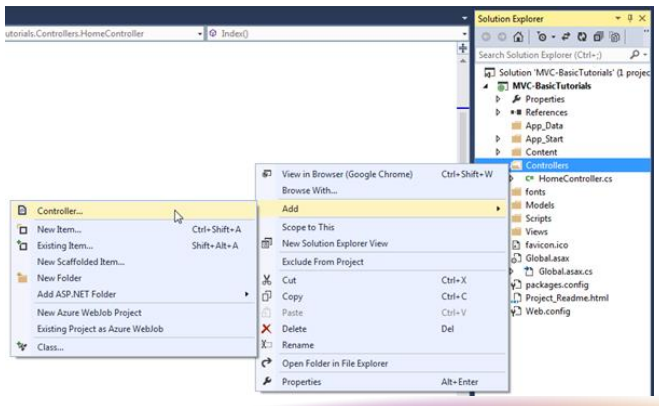 utorials.Controllers.HomeController
Index()
Solution Explorer
Search Solution Explorer (Ctrl+;)
Solution 'MVC-BasicTutorials' (1 projec
MVC-BasicTutorials
Properties
References
App_Data
App_Start
Content
Controllers
HomeController.cs
fonts
Models
Scripts
Views
favicon.ico
Global.asax
Global.asax.cs
packages.config
Project_Readme.html
Web.config
View in Browser (Google Chrome) Ctrl+Shift+W
Browse With...
Add
Scope to This
New Solution Explorer View
Exclude From Project
Cut Ctrl+X
Copy Ctrl+C
Paste Ctrl+V
Delete Del
Rename
Open Folder in File Explorer
Properties Alt+Enter
Controller...
New Item... Ctrl+Shift+A
Existing Item... Shift+Alt+A
New Scaffolded Item...
New Folder
Add ASP.NET Folder
New Azure WebJob Project
Existing Project as Azure WebJob
Class...